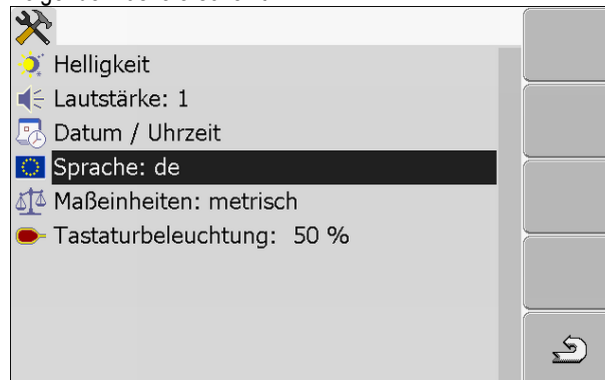 Helligkeit
Lautstärke: 1
Datum / Uhrzeit
Sprache: de
Maßeinheiten: metrisch
Tastaturbeleuchtung: 50 %